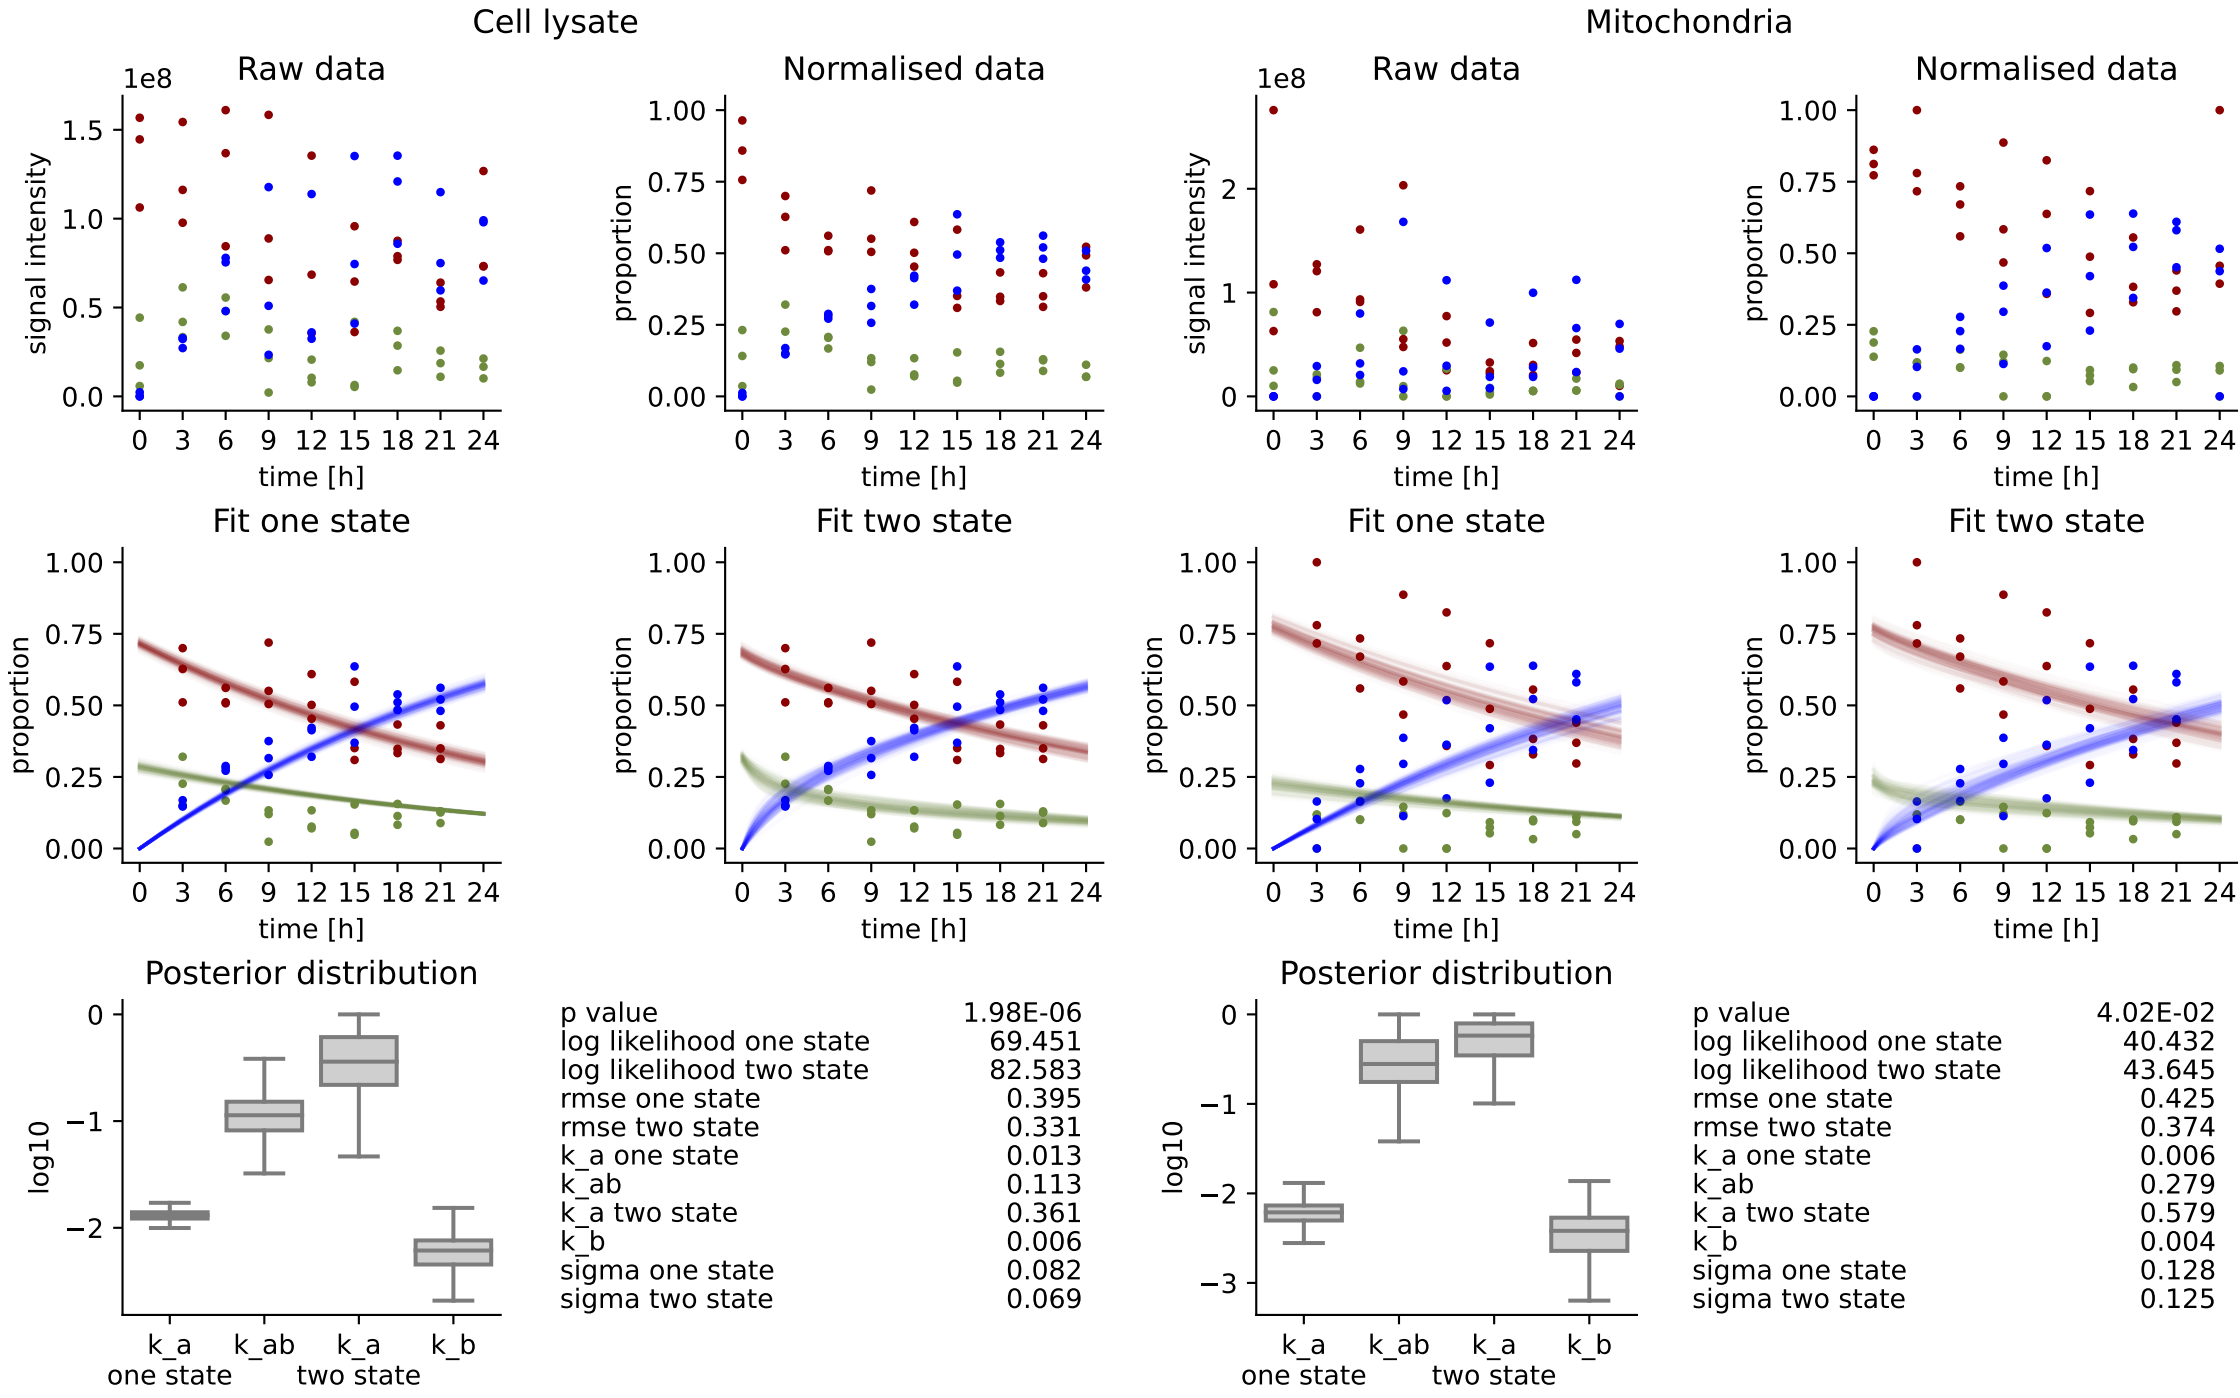 Cell lysate
Mitochondria
Raw data
Normalised data
Raw data
Normalised data
1e8
1e8
signal intensity
1.5
1.0
0.5
0.0
0 3 6 9 12 15 18 21 24
time [h]
proportion
1.00
0.75
0.50
0.25
0.00
0 3 6 9 12 15 18 21 24
time [h]
signal intensity
2
1
0
0 3 6 9 12 15 18 21 24
time [h]
proportion
1.00
0.75
0.50
0.25
0.00
0 3 6 9 12 15 18 21 24
time [h]
Fit one state
Fit two state
Fit one state
Fit two state
proportion
1.00
0.75
0.50
0.25
0.00
0 3 6 9 12 15 18 21 24
time [h]
proportion
1.00
0.75
0.50
0.25
0.00
0 3 6 9 12 15 18 21 24
time [h]
proportion
1.00
0.75
0.50
0.25
0.00
0 3 6 9 12 15 18 21 24
time [h]
proportion
1.00
0.75
0.50
0.25
0.00
0 3 6 9 12 15 18 21 24
time [h]
Posterior distribution
log10
0
−1
−2
k_a k_ab k_a k_b
one state two state
p value 1.98E-06
log likelihood one state 69.451
log likelihood two state 82.583
rmse one state 0.395
rmse two state 0.331
k_a one state 0.013
k_ab 0.113
k_a two state 0.361
k_b 0.006
sigma one state 0.082
sigma two state 0.069
Posterior distribution
log10
0
−1
−2
−3
k_a k_ab k_a k_b
one state two state
p value 4.02E-02
log likelihood one state 40.432
log likelihood two state 43.645
rmse one state 0.425
rmse two state 0.374
k_a one state 0.006
k_ab 0.279
k_a two state 0.579
k_b 0.004
sigma one state 0.128
sigma two state 0.125